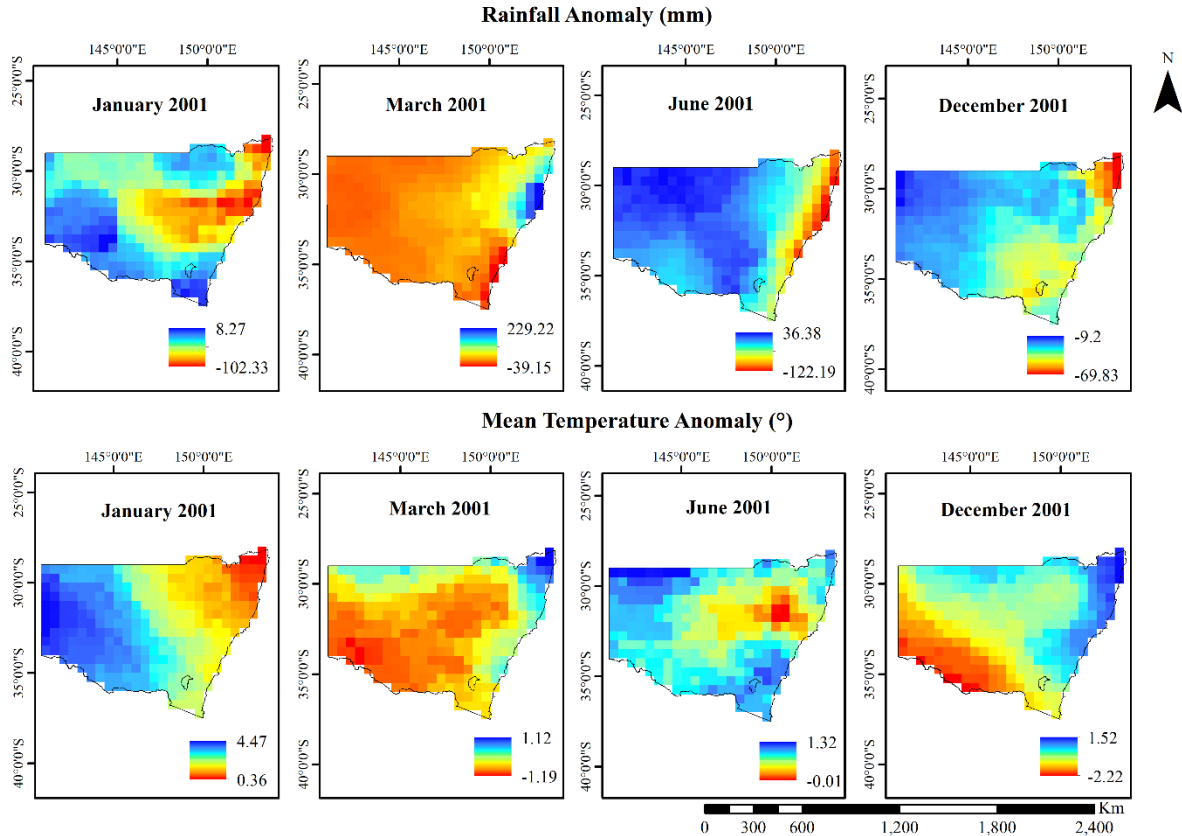 Rainfall Anomaly (mm)
145°0'0"E 150°0'0"E 145°0'0"E 150°0'0"E 145°0'0"E 150°0'0"E 145°0'0"E 150°0'0"E
N
25°0'0"S 25°0'0"S 25°0'0"S 25°0'0"S
January 2001 March 2001 June 2001 December 2001
30°0'0"S 30°0'0"S 30°0'0"S 30°0'0"S
35°0'0"S 35°0'0"S 35°0'0"S 35°0'0"S
8.27 229.22 36.38 -9.2
-102.33 -39.15 -122.19 -69.83
40°0'0"S 40°0'0"S 40°0'0"S 40°0'0"S
Mean Temperature Anomaly (°)
145°0'0"E 150°0'0"E 145°0'0"E 150°0'0"E 145°0'0"E 150°0'0"E 145°0'0"E 150°0'0"E
25°0'0"S 25°0'0"S 25°0'0"S 25°0'0"S
January 2001 March 2001 June 2001 December 2001
30°0'0"S 30°0'0"S 30°0'0"S 30°0'0"S
35°0'0"S 35°0'0"S 35°0'0"S 35°0'0"S
4.47 1.12 1.32 1.52
0.36 -1.19 -0.01 -2.22
40°0'0"S 40°0'0"S 40°0'0"S 40°0'0"S
Km
0 300 600 1,200 1,800 2,400